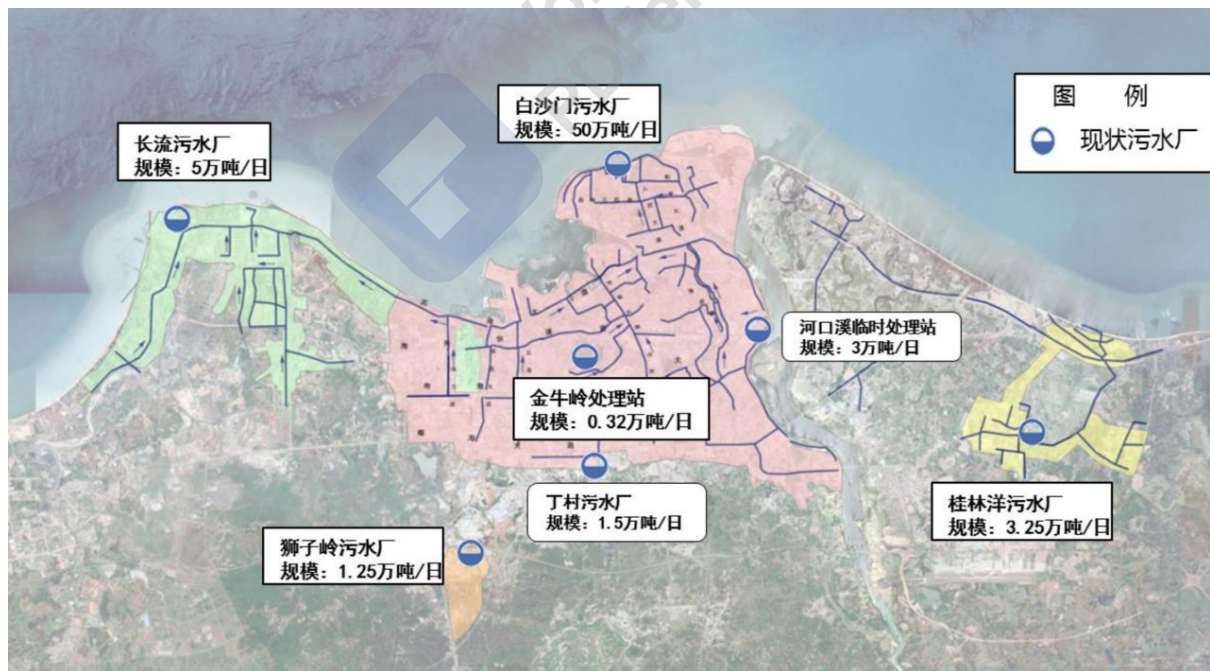 白沙门污水厂
规模: 50万吨/日
图 例
现状污水厂
长流污水厂
规模: 5万吨/日
河口溪临时处理站
规模: 3万吨/日
金牛岭处理站
规模: 0.32万吨/日
丁村污水厂
规模: 1.5万吨/日
桂林洋污水厂
规模: 3.25万吨/日
狮子岭污水厂
规模: 1.25万吨/日